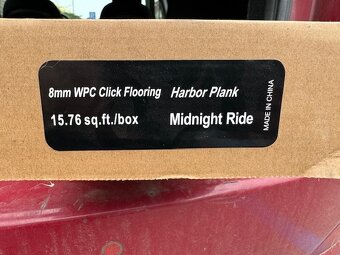 8mm WPC Click Flooring Harbor Plank
15.76 sq.ft./box Midnight Ride
MADE IN CHINA